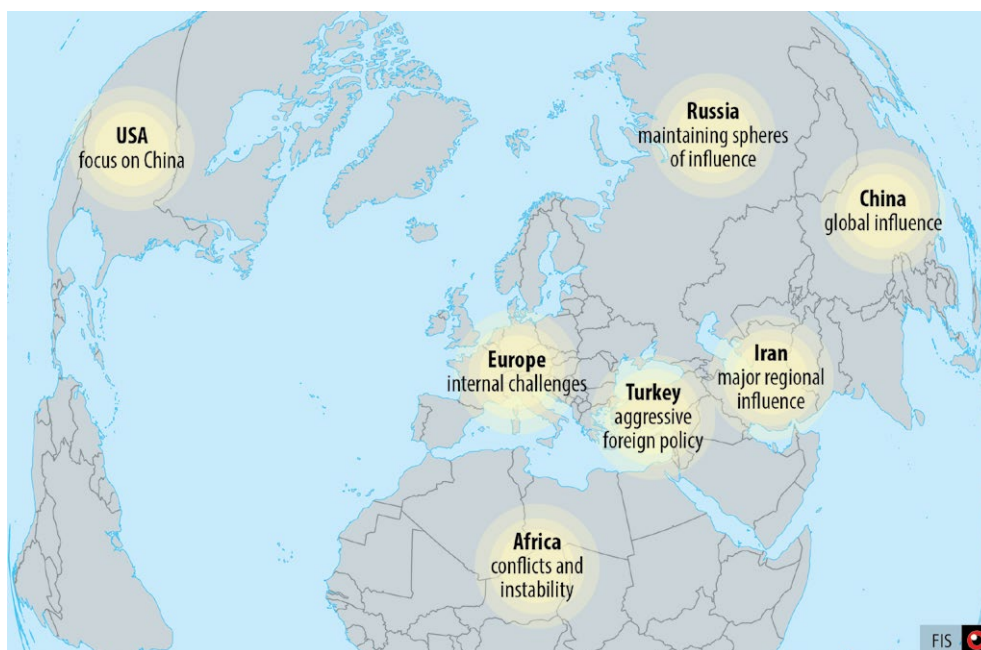 USA
focus on China
Russia
maintaining spheres
of influence
China
global influence
Europe
internal challenges
Turkey
aggressive
foreign policy
Iran
major regional
influence
Africa
conflicts and
instability
FIS